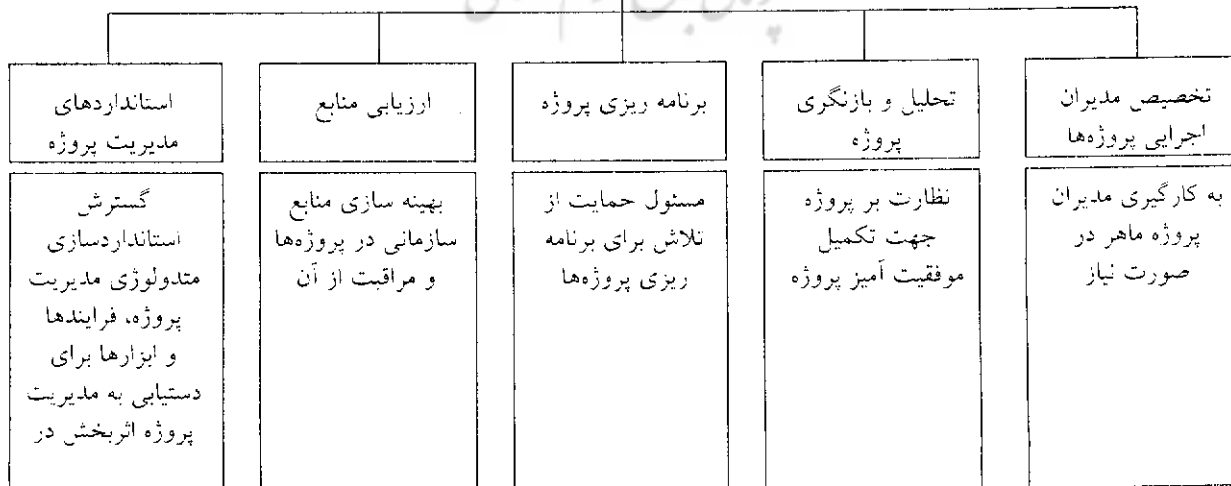 تخصیص مدیران
اجرایی پروژه‌ها
به کارگیری مدیران
پروژه ماهر در
صورت نیاز
تحلیل و بازنگری
پروژه
نظارت بر پروژه
جهت تکمیل
موفقیت آمیز پروژه
برنامه ریزی پروژه
مسئول حمایت از
تلاش برای برنامه
ریزی پروژه‌ها
ارزیابی منابع
بهینه سازی منابع
سازمانی در پروژه‌ها
و مراقبت از آن
استانداردهای
مدیریت پروژه
گسترش
استانداردسازی
متدولوژی مدیریت
پروژه، فرایندها
و ابزارها برای
دستیابی به مدیریت
پروژه اثربخش در